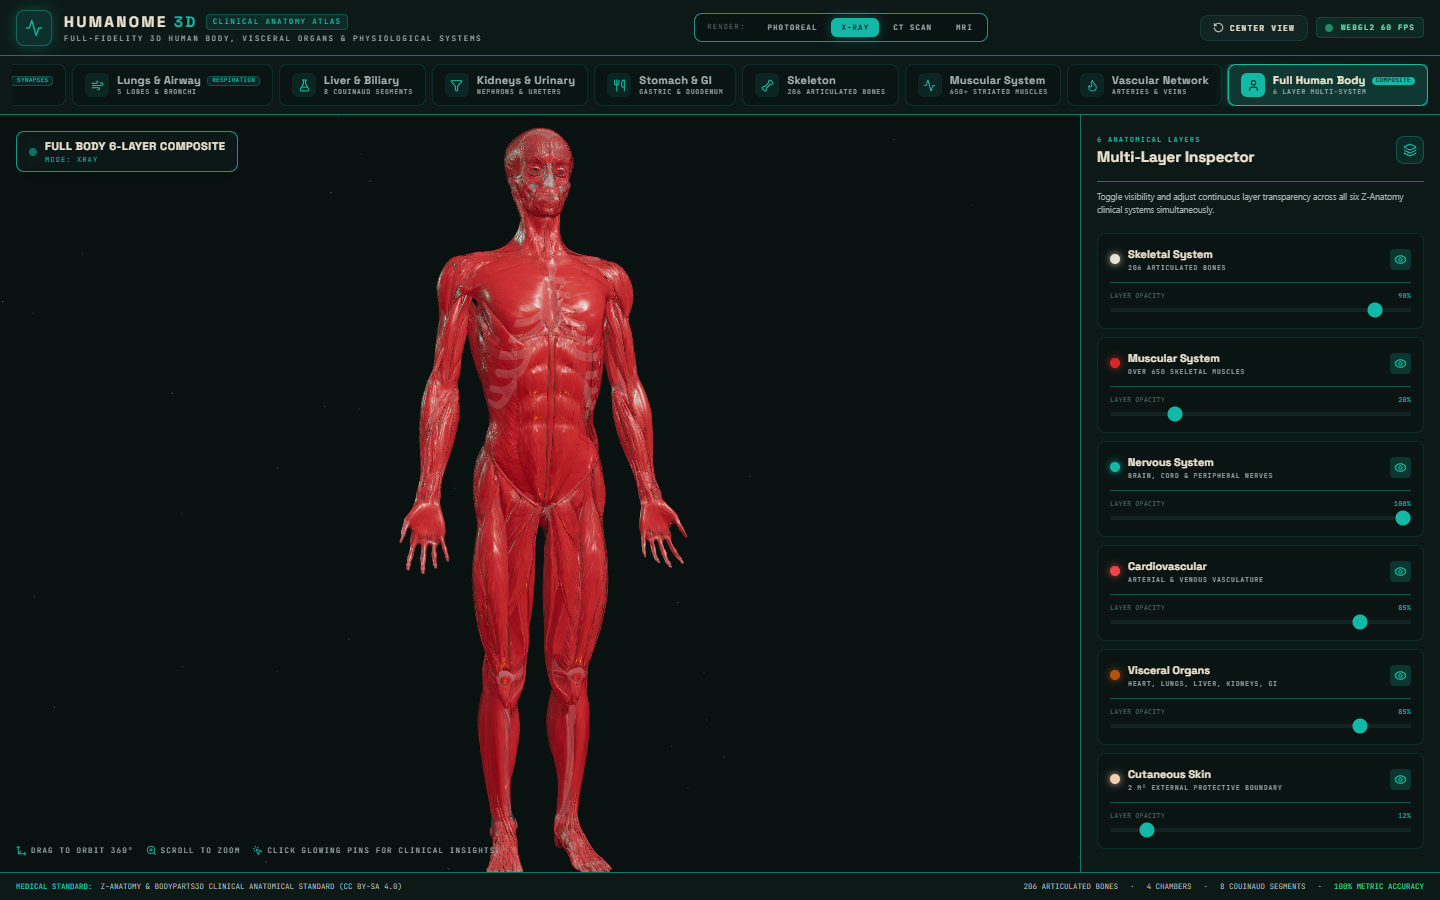 HUMANOME 3D CLINICAL ANATOMY ATLAS
FULL-FIDELITY 3D HUMAN BODY, VISCERAL ORGANS & PHYSIOLOGICAL SYSTEMS
RENDER: PHOTOREAL X-RAY CT SCAN MRI
CENTER VIEW
WEBGL2 60 FPS
SYNAPSES
Lungs & Airway RESPIRATION
5 LOBES & BRONCHI
Liver & Biliary
8 COUINAUD SEGMENTS
Kidneys & Urinary
NEPHRONS & URETERS
Stomach & GI
GASTRIC & DUODENUM
Skeleton
206 ARTICULATED BONES
Muscular System
650+ STRIATED MUSCLES
Vascular Network
ARTERIES & VEINS
Full Human Body COMPOSITE
6 LAYER MULTI-SYSTEM
FULL BODY 6-LAYER COMPOSITE
MODE: XRAY
6 ANATOMICAL LAYERS
Multi-Layer Inspector
Toggle visibility and adjust continuous layer transparency across all six Z-Anatomy
clinical systems simultaneously.
Skeletal System
206 ARTICULATED BONES
LAYER OPACITY 90%
Muscular System
OVER 650 SKELETAL MUSCLES
LAYER OPACITY 20%
Nervous System
BRAIN, CORD & PERIPHERAL NERVES
LAYER OPACITY 100%
Cardiovascular
ARTERIAL & VENOUS VASCULATURE
LAYER OPACITY 85%
Visceral Organs
HEART, LUNGS, LIVER, KIDNEYS, GI
LAYER OPACITY 85%
Cutaneous Skin
2 M² EXTERNAL PROTECTIVE BOUNDARY
LAYER OPACITY 12%
DRAG TO ORBIT 360° SCROLL TO ZOOM CLICK GLOWING PINS FOR CLINICAL INSIGHTS
MEDICAL STANDARD: Z-ANATOMY & BODYPARTS3D CLINICAL ANATOMICAL STANDARD (CC BY-SA 4.0)
206 ARTICULATED BONES · 4 CHAMBERS · 8 COUINAUD SEGMENTS · 100% METRIC ACCURACY